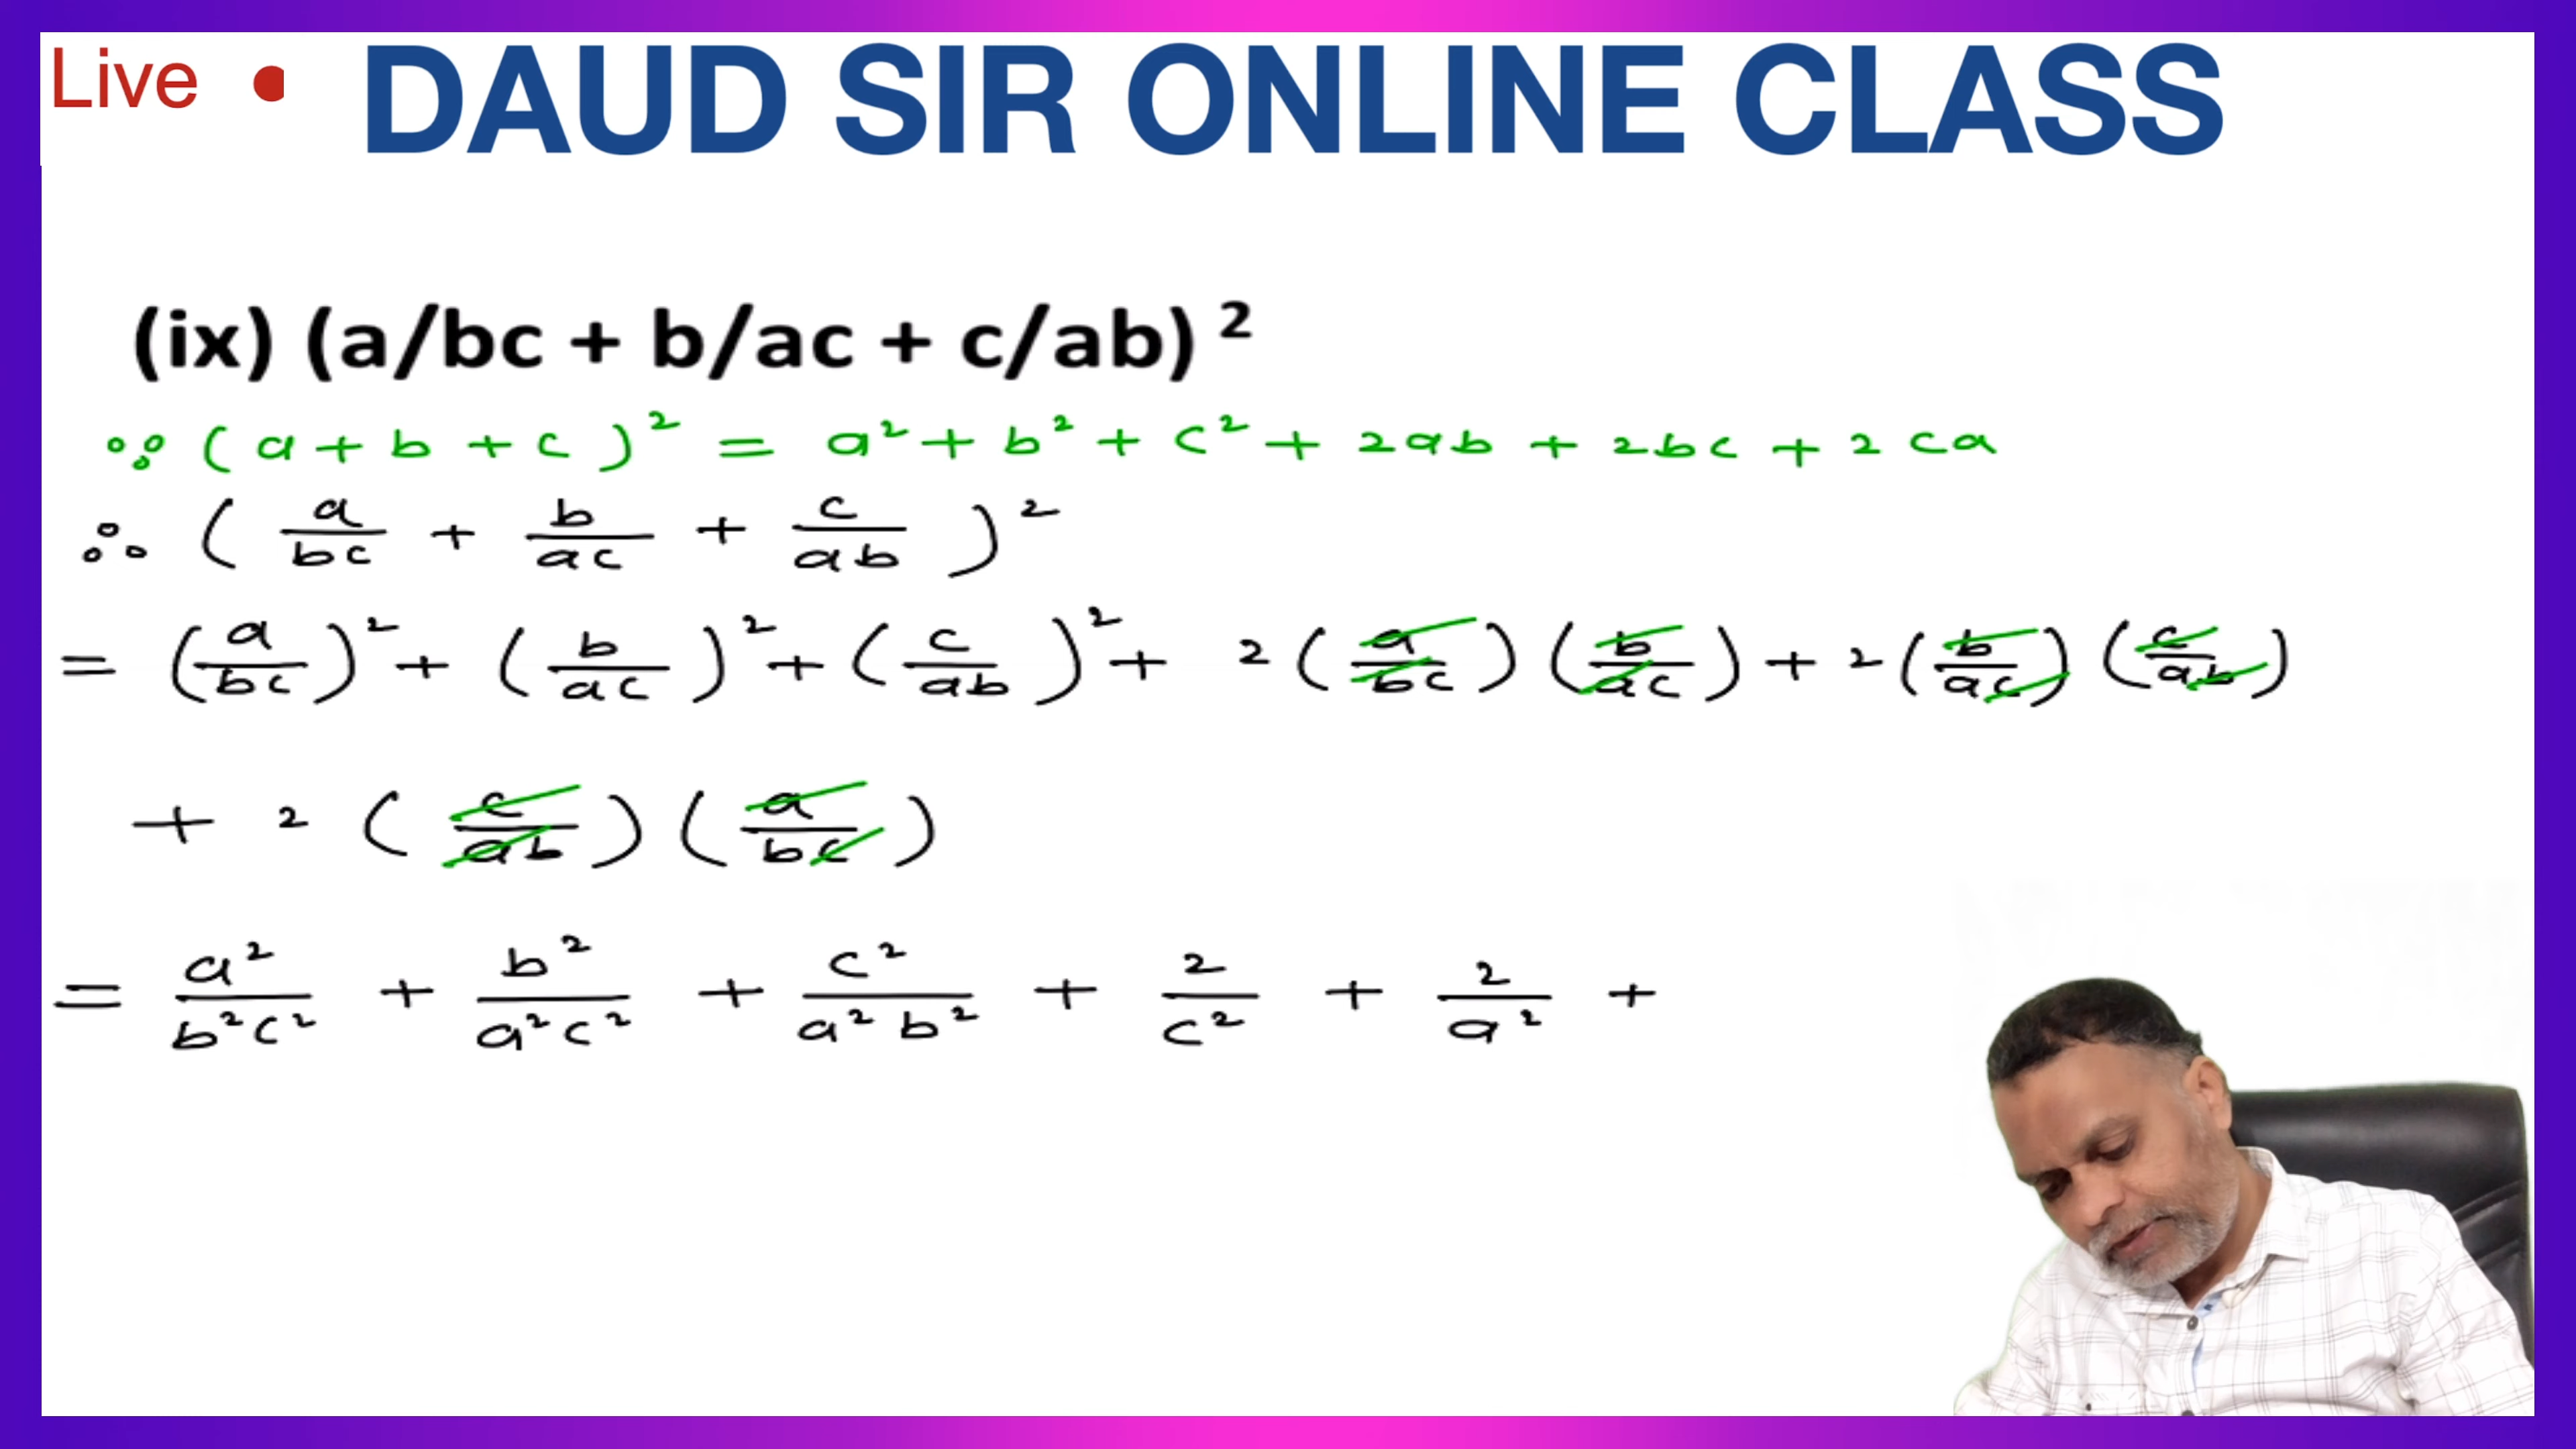 Live • DAUD SIR ONLINE CLASS
(ix) (a/bc + b/ac + c/ab) ²
∵ (a + b + c)² = a² + b² + c² + 2ab + 2bc + 2ca
∴ (a/bc + b/ac + c/ab)²
= (a/bc)² + (b/ac)² + (c/ab)² + 2(a/bc)(b/ac) + 2(b/ac)(c/ab)
+ 2(c/ab)(a/bc)
= a²/b²c² + b²/a²c² + c²/a²b² + 2/c² + 2/a² +